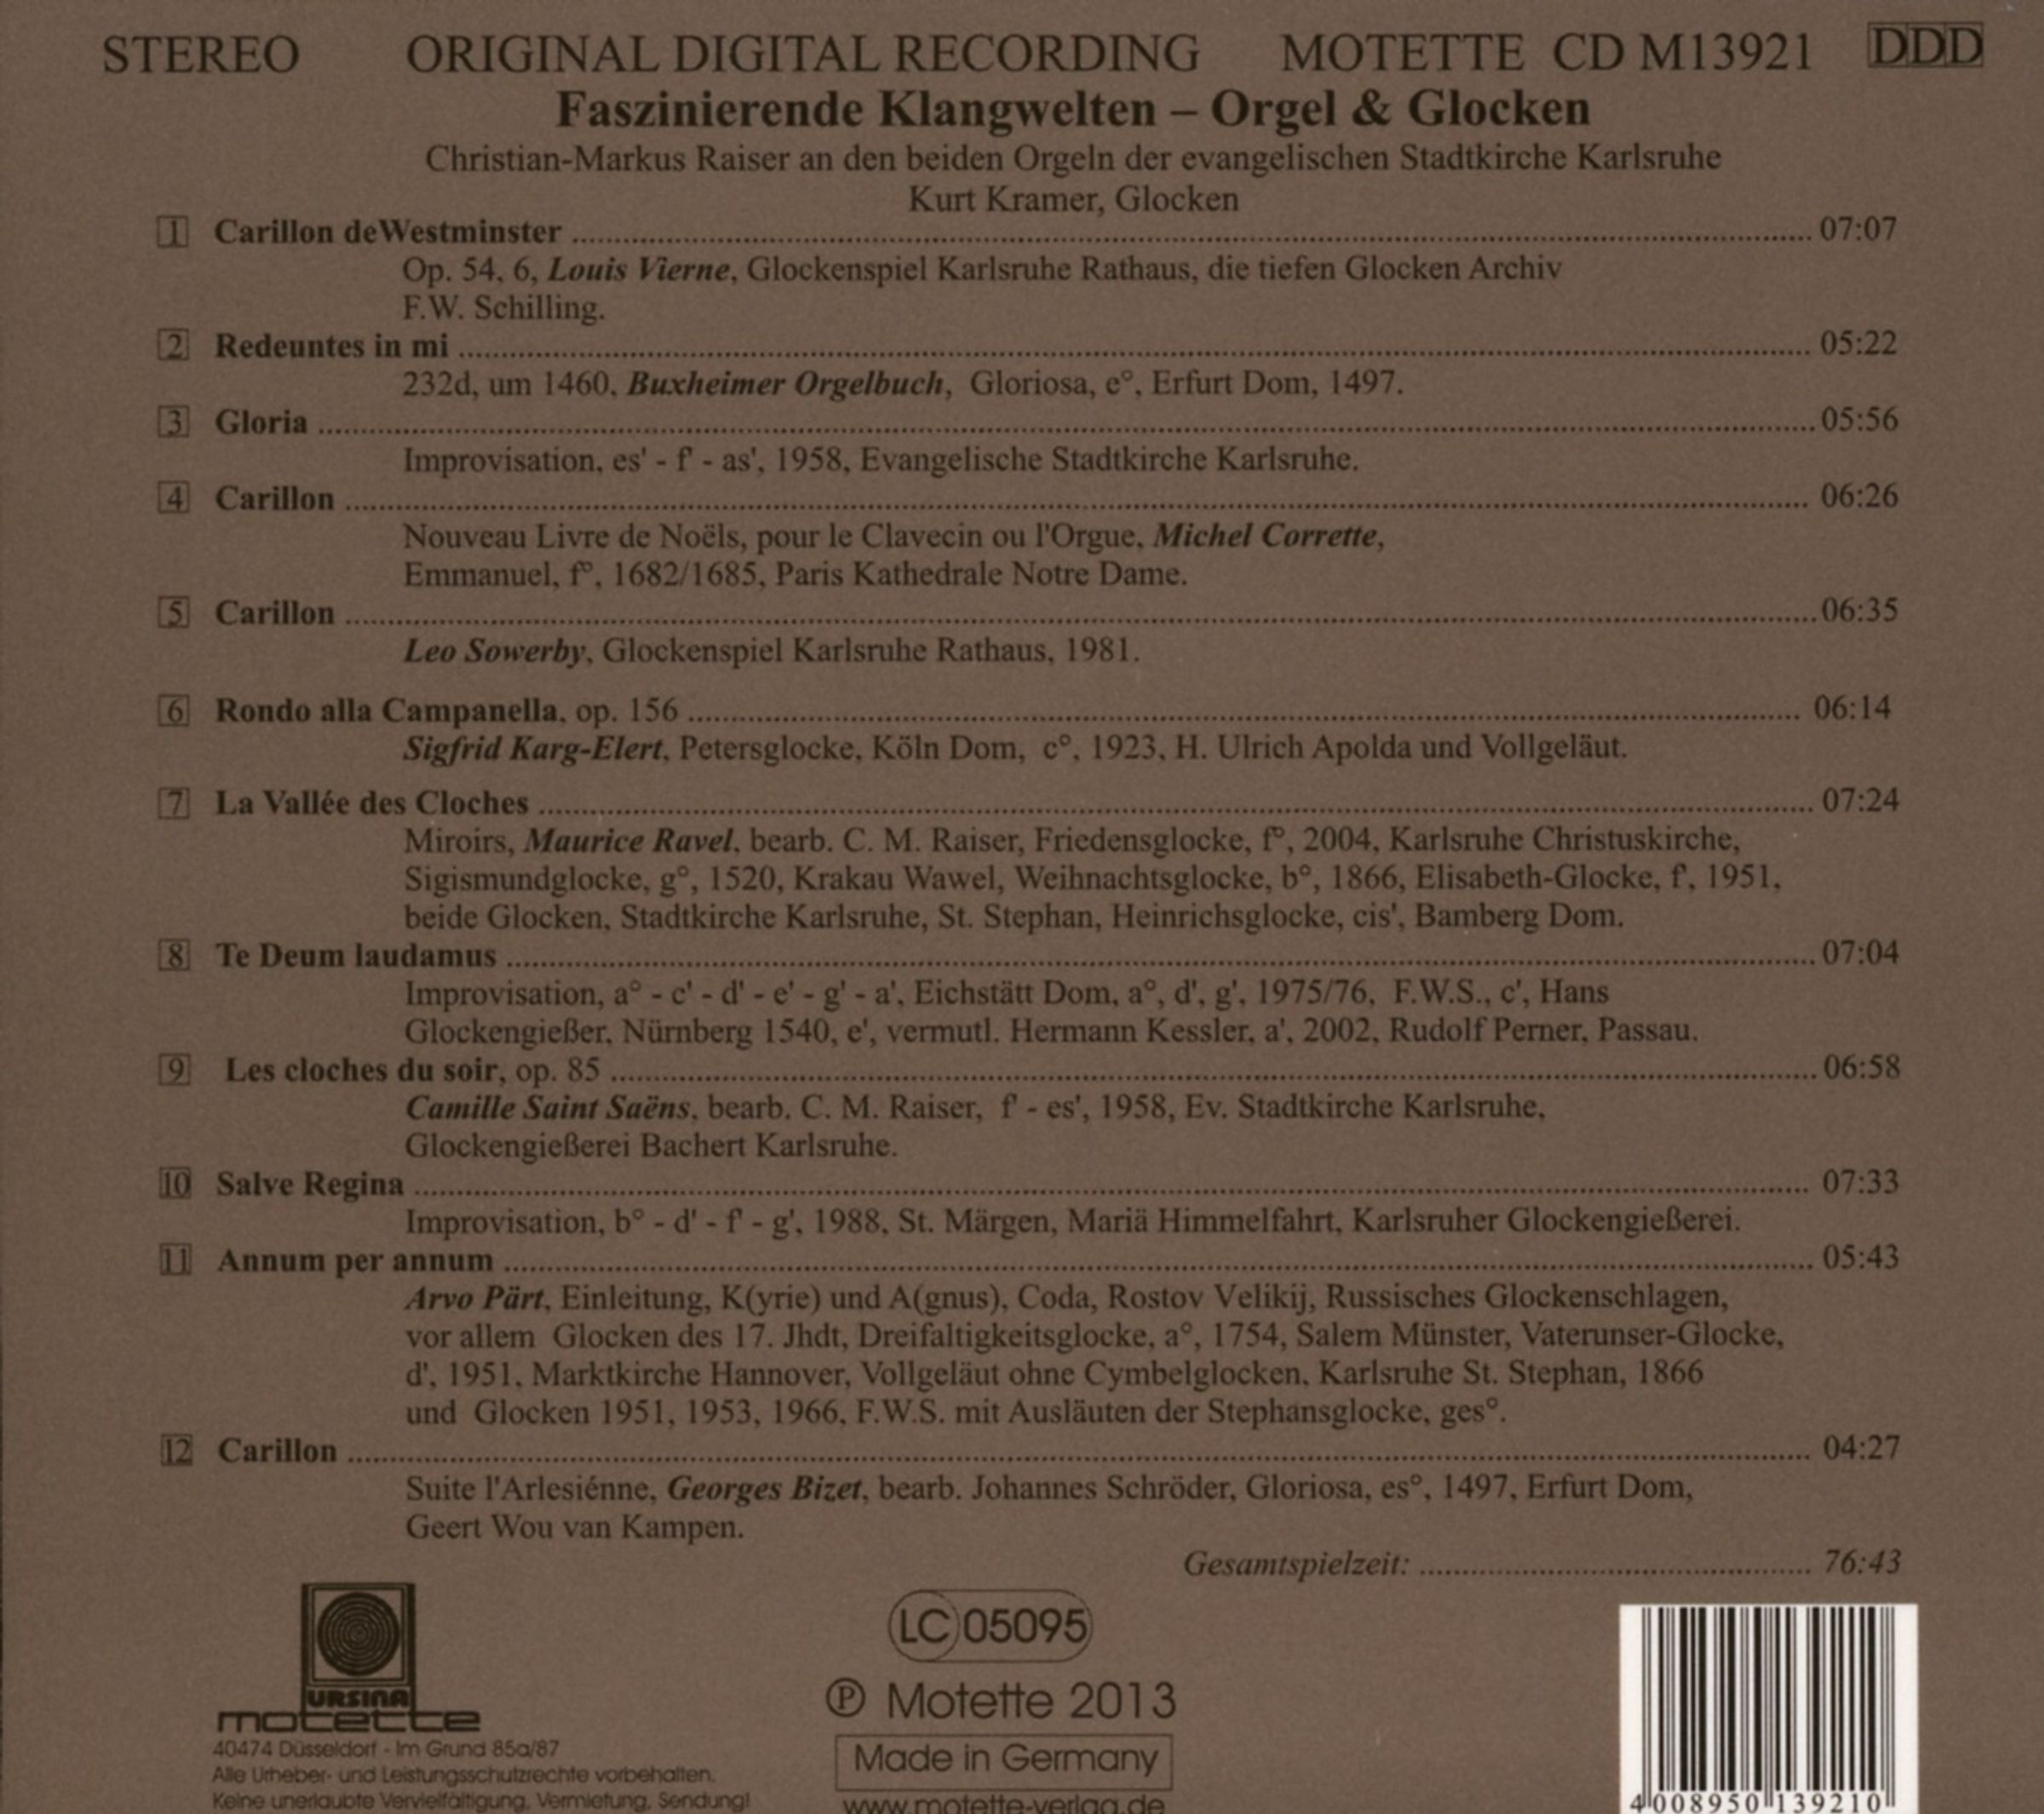 STEREO ORIGINAL DIGITAL RECORDING MOTETTE CD M13921 DDD
Faszinierende Klangwelten – Orgel & Glocken
Christian-Markus Raiser an den beiden Orgeln der evangelischen Stadtkirche Karlsruhe
Kurt Kramer, Glocken
1 Carillon deWestminster ........ 07:07
Op. 54, 6, Louis Vierne, Glockenspiel Karlsruhe Rathaus, die tiefen Glocken Archiv
F.W. Schilling.
2 Redeuntes in mi ........ 05:22
232d, um 1460, Buxheimer Orgelbuch, Gloriosa, e°, Erfurt Dom, 1497.
3 Gloria ........ 05:56
Improvisation, es' - f' - as', 1958, Evangelische Stadtkirche Karlsruhe.
4 Carillon ........ 06:26
Nouveau Livre de Noëls, pour le Clavecin ou l'Orgue, Michel Corrette,
Emmanuel, f°, 1682/1685, Paris Kathedrale Notre Dame.
5 Carillon ........ 06:35
Leo Sowerby, Glockenspiel Karlsruhe Rathaus, 1981.
6 Rondo alla Campanella, op. 156 ........ 06:14
Sigfrid Karg-Elert, Petersglocke, Köln Dom, c°, 1923, H. Ulrich Apolda und Vollgeläut.
7 La Vallée des Cloches ........ 07:24
Miroirs, Maurice Ravel, bearb. C. M. Raiser, Friedensglocke, f°, 2004, Karlsruhe Christuskirche,
Sigismundglocke, g°, 1520, Krakau Wawel, Weihnachtsglocke, b°, 1866, Elisabeth-Glocke, f', 1951,
beide Glocken, Stadtkirche Karlsruhe, St. Stephan, Heinrichsglocke, cis', Bamberg Dom.
8 Te Deum laudamus ........ 07:04
Improvisation, a° - c' - d' - e' - g' - a', Eichstätt Dom, a°, d', g', 1975/76, F.W.S., c', Hans
Glockengießer, Nürnberg 1540, e', vermutl. Hermann Kessler, a', 2002, Rudolf Perner, Passau.
9 Les cloches du soir, op. 85 ........ 06:58
Camille Saint Saëns, bearb. C. M. Raiser, f' - es', 1958, Ev. Stadtkirche Karlsruhe,
Glockengießerei Bachert Karlsruhe.
10 Salve Regina ........ 07:33
Improvisation, b° - d' - f' - g', 1988, St. Märgen, Mariä Himmelfahrt, Karlsruher Glockengießerei.
11 Annum per annum ........ 05:43
Arvo Pärt, Einleitung, K(yrie) und A(gnus), Coda, Rostov Velikij, Russisches Glockenschlagen,
vor allem Glocken des 17. Jhdt, Dreifaltigkeitsglocke, a°, 1754, Salem Münster, Vaterunser-Glocke,
d', 1951, Marktkirche Hannover, Vollgeläut ohne Cymbelglocken, Karlsruhe St. Stephan, 1866
und Glocken 1951, 1953, 1966, F.W.S. mit Ausläuten der Stephansglocke, ges°.
12 Carillon ........ 04:27
Suite l'Arlesiénne, Georges Bizet, bearb. Johannes Schröder, Gloriosa, es°, 1497, Erfurt Dom,
Geert Wou van Kampen.
Gesamtspielzeit: ........ 76:43
URSINA
motette
40474 Düsseldorf - Im Grund 85a/87
Alle Urheber- und Leistungsschutzrechte vorbehalten.
Keine unerlaubte Vervielfältigung, Vermietung, Sendung!
LC 05095
Ⓟ Motette 2013
Made in Germany
www.motette-verlag.de
4 008950 139210